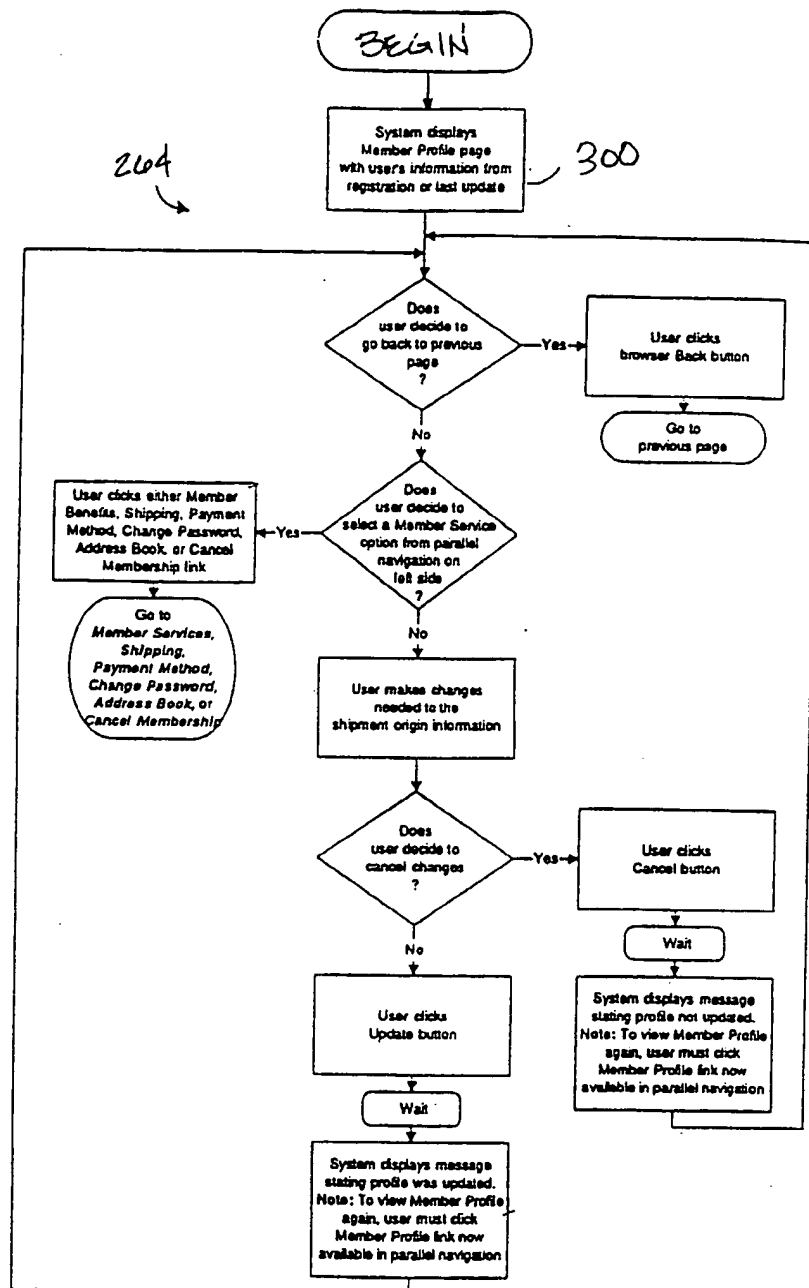 BEGIN
System displays
Member Profile page
with user's information from
registration or last update
300
264
Does
user decide to
go back to previous
page
?
Yes
User clicks
browser Back button
Go to
previous page
No
Does
user decide to
select a Member Service
option from parallel
navigation on
left side
?
Yes
User clicks either Member
Benefits, Shipping, Payment
Method, Change Password,
Address Book, or Cancel
Membership link
Go to
Member Services,
Shipping,
Payment Method,
Change Password,
Address Book, or
Cancel Membership
No
User makes changes
needed to the
shipment origin information
Does
user decide to
cancel changes
?
Yes
User clicks
Cancel button
Wait
System displays message
stating profile not updated.
Note: To view Member Profile
again, user must click
Member Profile link now
available in parallel navigation
No
User clicks
Update button
Wait
System displays message
stating profile was updated.
Note: To view Member Profile
again, user must click
Member Profile link now
available in parallel navigation